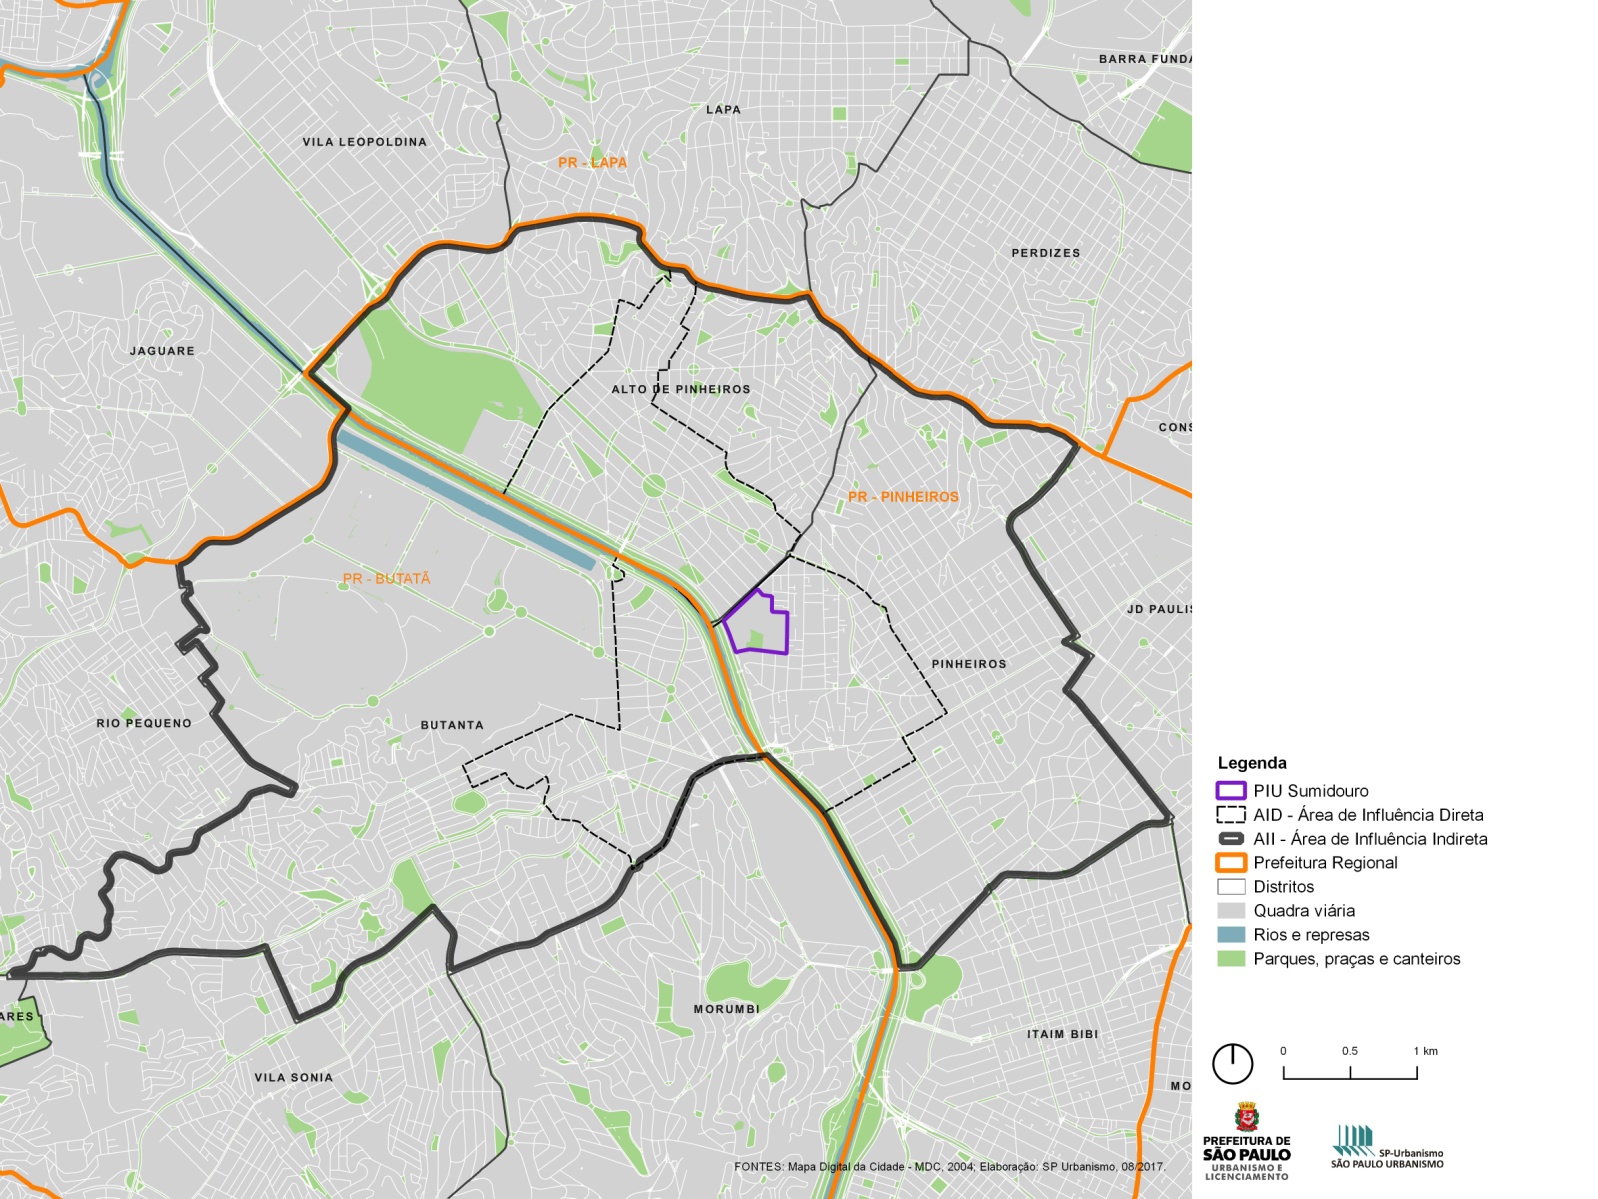 BARRA FUNDA
LAPA
VILA LEOPOLDINA
PR - LAPA
PERDIZES
JAGUARE
ALTO DE PINHEIROS
CONS
PR - PINHEIROS
PR - BUTATÃ
JD PAULIS
PINHEIROS
RIO PEQUENO
BUTANTA
MORUMBI
ARES
ITAIM BIBI
VILA SONIA
MO
FONTES: Mapa Digital da Cidade - MDC, 2004; Elaboração: SP Urbanismo, 08/2017.
Legenda
PIU Sumidouro
AID - Área de Influência Direta
AII - Área de Influência Indireta
Prefeitura Regional
Distritos
Quadra viária
Rios e represas
Parques, praças e canteiros
0 0.5 1 km
PREFEITURA DE
SÃO PAULO
URBANISMO E
LICENCIAMENTO
SP-Urbanismo
SÃO PAULO URBANISMO